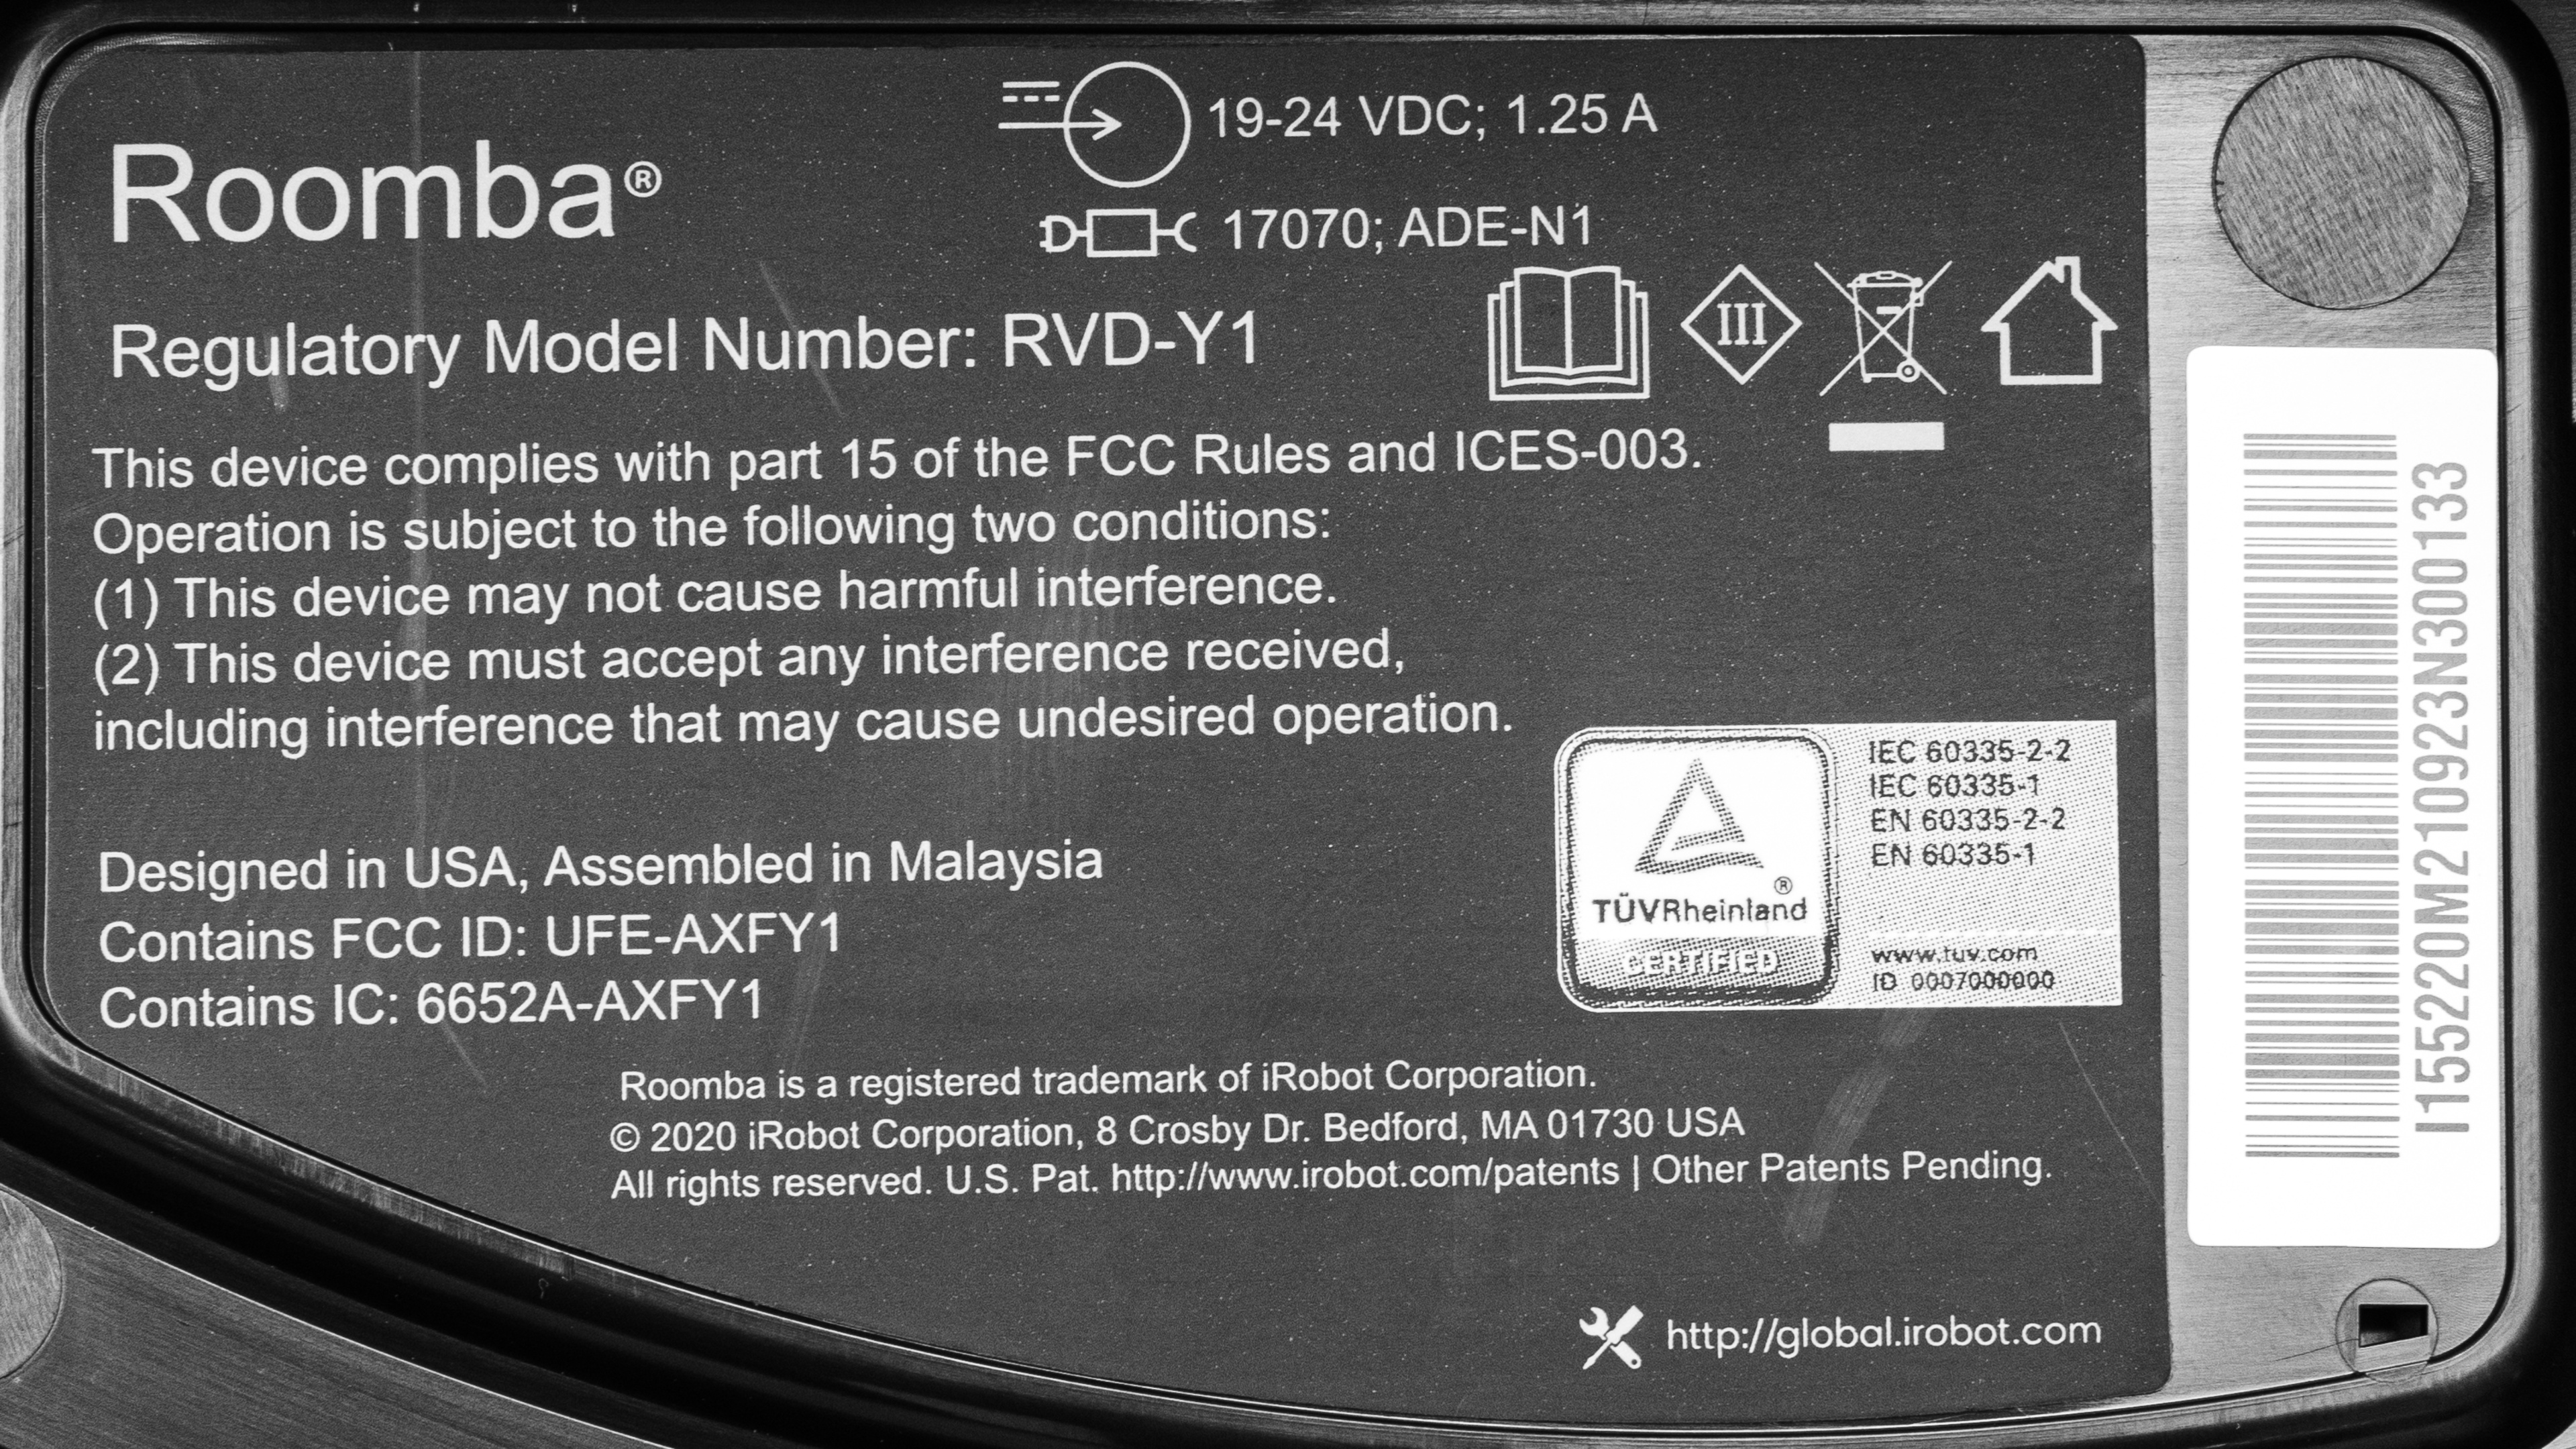 Roomba®
19-24 VDC; 1.25 A
17070; ADE-N1
Regulatory Model Number: RVD-Y1
III
This device complies with part 15 of the FCC Rules and ICES-003.
Operation is subject to the following two conditions:
(1) This device may not cause harmful interference.
(2) This device must accept any interference received,
including interference that may cause undesired operation.
Designed in USA, Assembled in Malaysia
Contains FCC ID: UFE-AXFY1
Contains IC: 6652A-AXFY1
®
TÜVRheinland
CERTIFIED
IEC 60335-2-2
IEC 60335-1
EN 60335-2-2
EN 60335-1
www.tuv.com
ID 0007000000
Roomba is a registered trademark of iRobot Corporation.
© 2020 iRobot Corporation, 8 Crosby Dr. Bedford, MA 01730 USA
All rights reserved. U.S. Pat. http://www.irobot.com/patents | Other Patents Pending.
http://global.irobot.com
I155220M210923N300133